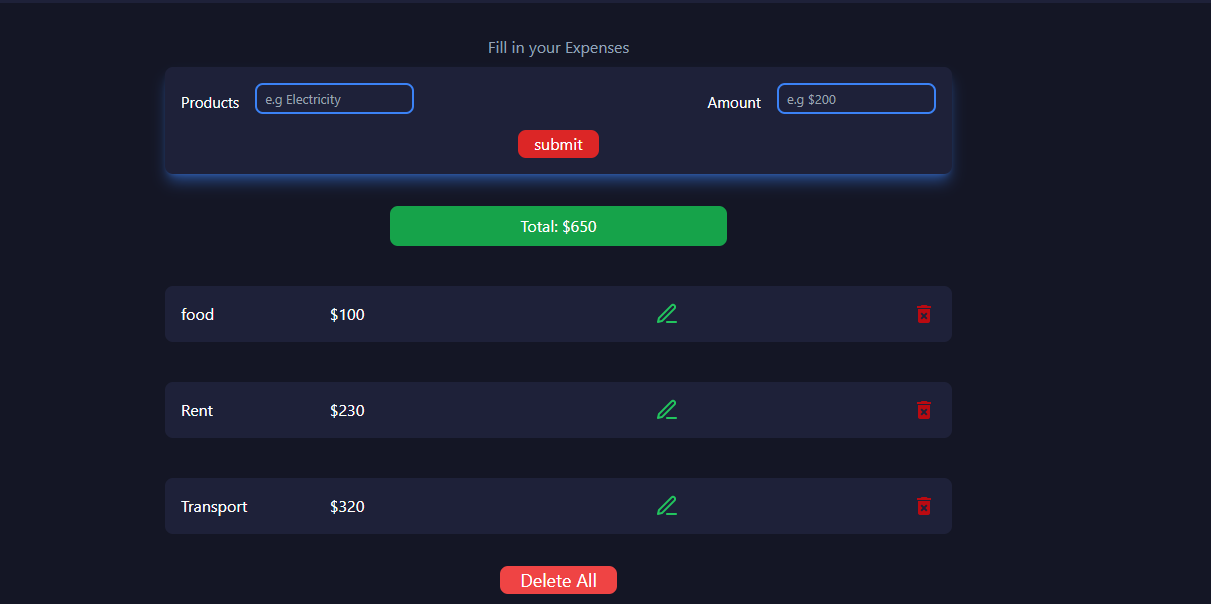 Fill in your Expenses
Products e.g Electricity Amount e.g $200
submit
Total: $650
food $100
Rent $230
Transport $320
Delete All